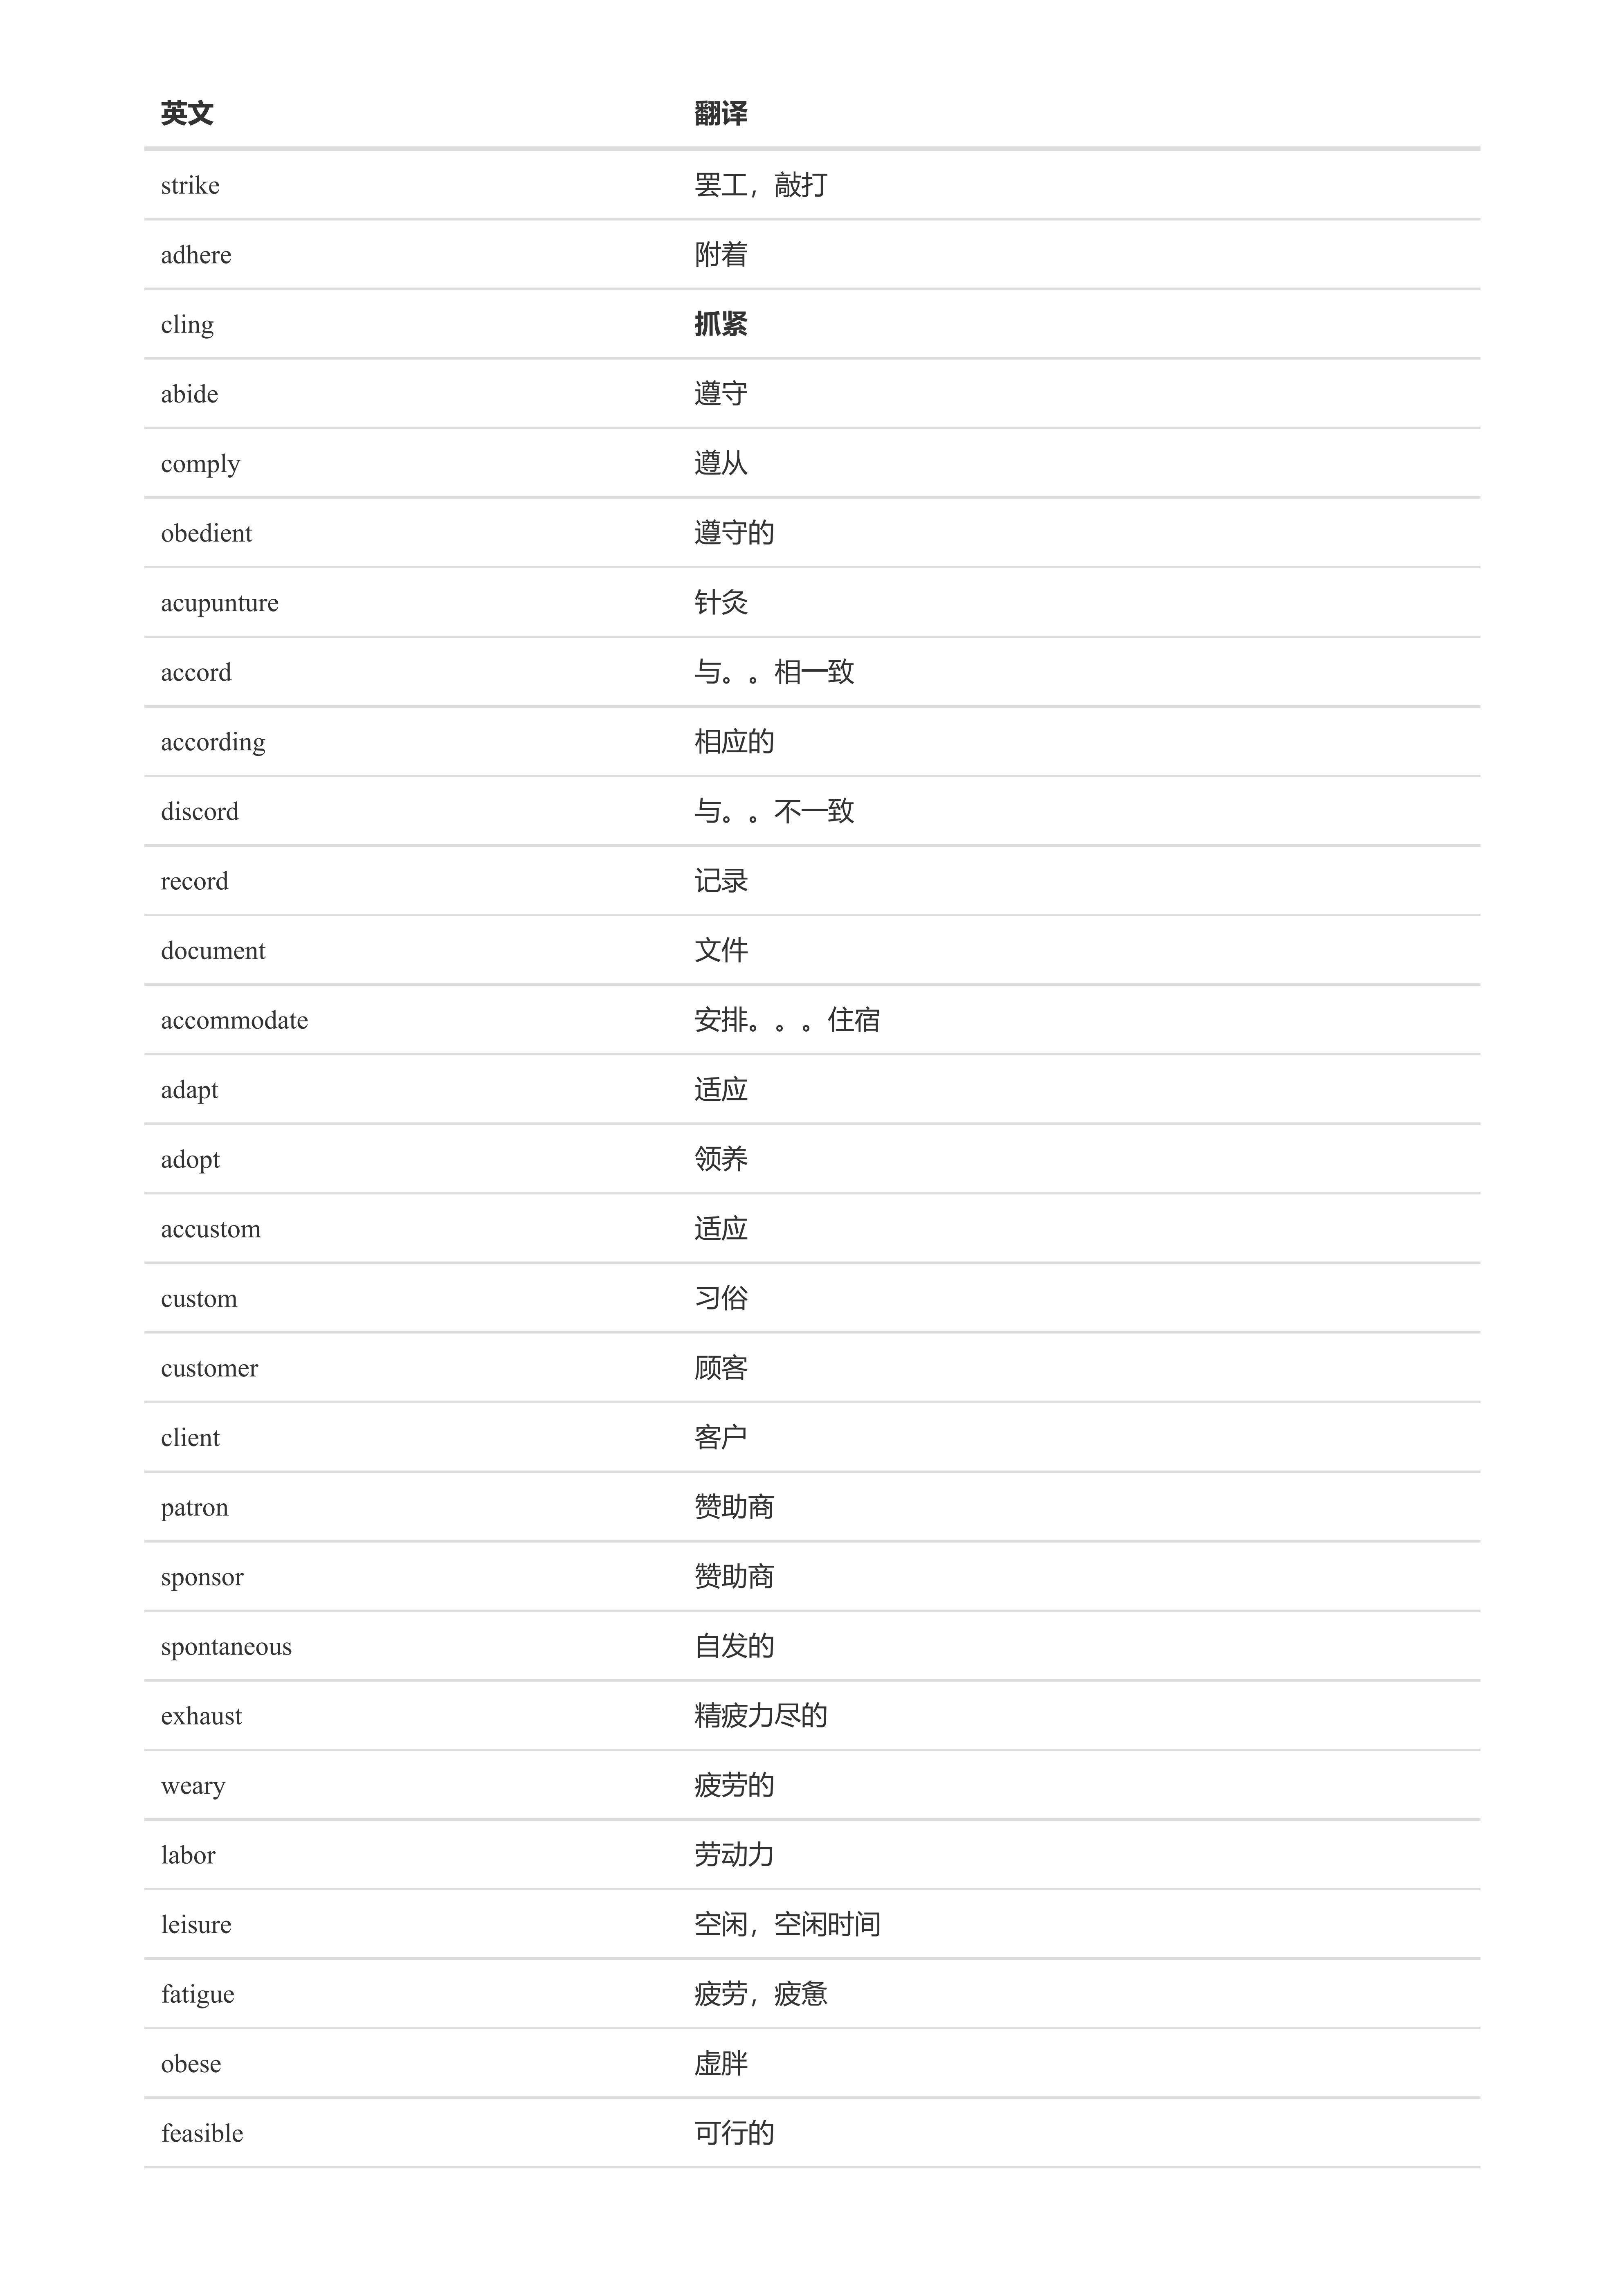 英文 翻译
strike 罢工，敲打
adhere 附着
cling 抓紧
abide 遵守
comply 遵从
obedient 遵守的
acupunture 针灸
accord 与。。相一致
according 相应的
discord 与。。不一致
record 记录
document 文件
accommodate 安排。。。住宿
adapt 适应
adopt 领养
accustom 适应
custom 习俗
customer 顾客
client 客户
patron 赞助商
sponsor 赞助商
spontaneous 自发的
exhaust 精疲力尽的
weary 疲劳的
labor 劳动力
leisure 空闲，空闲时间
fatigue 疲劳，疲惫
obese 虚胖
feasible 可行的